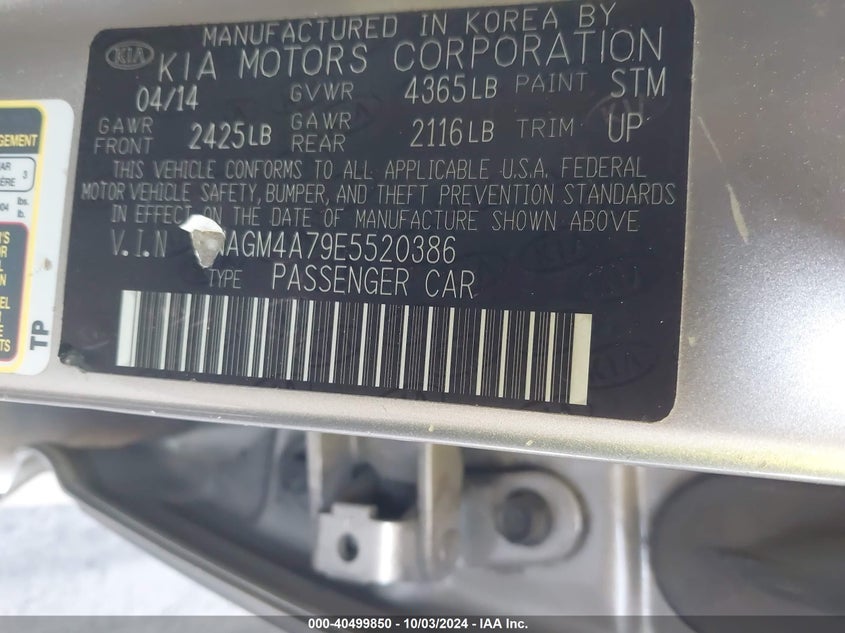 MANUFACTURED IN KOREA BY
KIA KIA MOTORS CORPORATION
04/14 GVWR 4365LB PAINT STM
GAWR FRONT 2425LB GAWR REAR 2116LB TRIM UP
THIS VEHICLE CONFORMS TO ALL APPLICABLE U.S.A. FEDERAL
MOTOR VEHICLE SAFETY, BUMPER, AND THEFT PREVENTION STANDARDS
IN EFFECT ON THE DATE OF MANUFACTURE SHOWN ABOVE
V.I.N NAGM4A79E5520386
TYPE PASSENGER CAR
TP
000-40499850 - 10/03/2024 - IAA Inc.